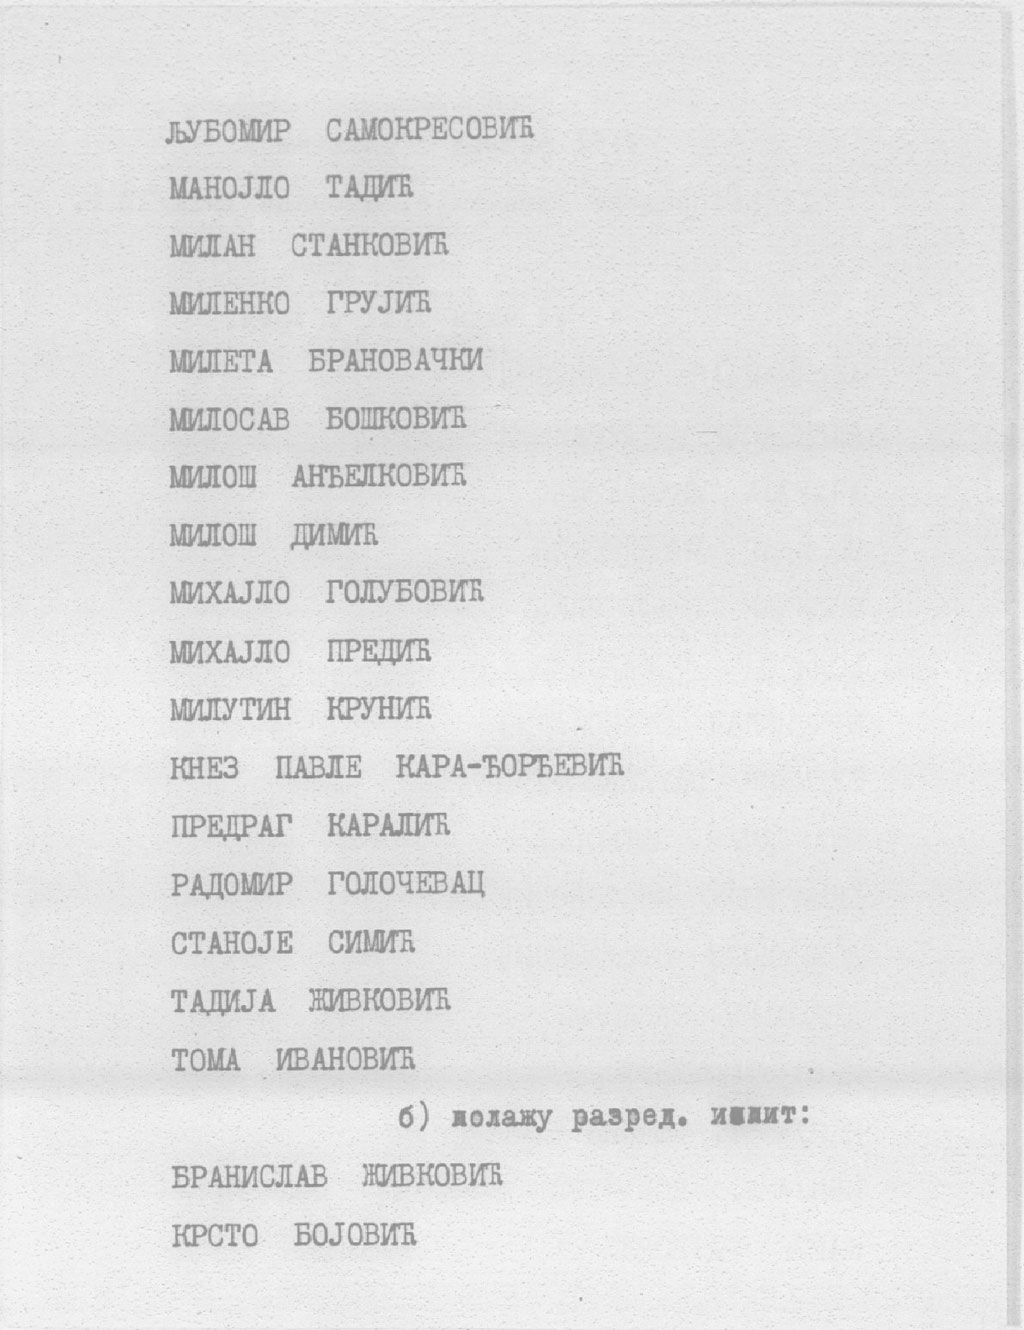 ЉУБОМИР САМОКРЕСОВИЋ
МАНОЈЛО ТАДИЋ
МИЛАН СТАНКОВИЋ
МИЛЕНКО ГРУЈИЋ
МИЛЕТА БРАНОВАЧКИ
МИЛОСАВ БОШКОВИЋ
МИЛОШ АНЂЕЛКОВИЋ
МИЛОШ ДИМИЋ
МИХАЈЛО ГОЛУБОВИЋ
МИХАЈЛО ПРЕДИЋ
МИЛУТИН КРУНИЋ
КНЕЗ ПАВЛЕ КАРА-ЂОРЂЕВИЋ
ПРЕДРАГ КАРАЛИЋ
РАДОМИР ГОЛОЧЕВАЦ
СТАНОЈЕ СИМИЋ
ТАДИЈА ЖИВКОВИЋ
ТОМА ИВАНОВИЋ
б) полажу разред. испит:
БРАНИСЛАВ ЖИВКОВИЋ
КРСТО БОЈОВИЋ